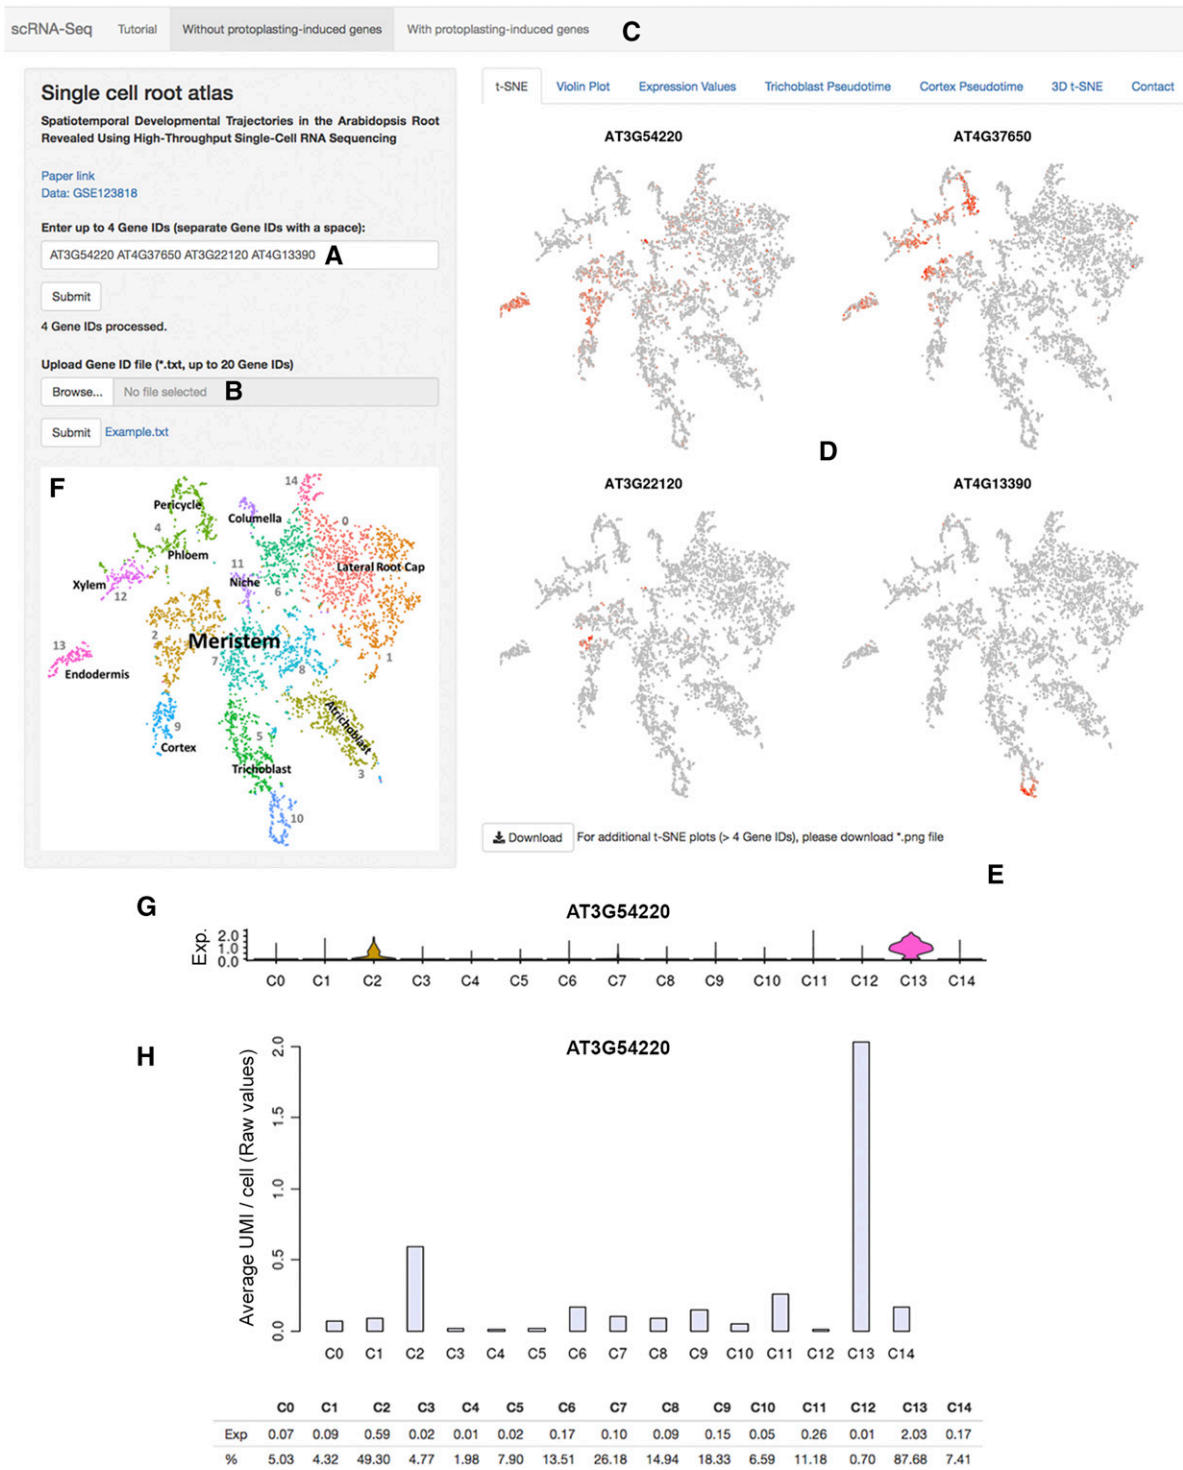 scRNA-Seq Tutorial Without protoplasting-induced genes With protoplasting-induced genes C
Single cell root atlas
Spatiotemporal Developmental Trajectories in the Arabidopsis Root
Revealed Using High-Throughput Single-Cell RNA Sequencing
Paper link
Data: GSE123818
Enter up to 4 Gene IDs (separate Gene IDs with a space):
AT3G54220 AT4G37650 AT3G22120 AT4G13390 A
Submit
4 Gene IDs processed.
Upload Gene ID file (*.txt, up to 20 Gene IDs)
Browse... No file selected B
Submit Example.txt
F
14
Pericycle
Columella
0
4
Phloem
11
Lateral Root Cap
Niche
Xylem
6
12
2
Meristem
13
7
8
1
Endodermis
9
Cortex
5
Atrichoblast
Trichoblast
3
10
t-SNE Violin Plot Expression Values Trichoblast Pseudotime Cortex Pseudotime 3D t-SNE Contact
AT3G54220 AT4G37650
D
AT3G22120 AT4G13390
Download For additional t-SNE plots (> 4 Gene IDs), please download *.png file
E
G
AT3G54220
Exp.
2.0
1.0
0.0
C0 C1 C2 C3 C4 C5 C6 C7 C8 C9 C10 C11 C12 C13 C14
H
AT3G54220
Average UMI / cell (Raw values)
2.0
1.5
1.0
0.5
0.0
C0 C1 C2 C3 C4 C5 C6 C7 C8 C9 C10 C11 C12 C13 C14
C0 C1 C2 C3 C4 C5 C6 C7 C8 C9 C10 C11 C12 C13 C14
Exp 0.07 0.09 0.59 0.02 0.01 0.02 0.17 0.10 0.09 0.15 0.05 0.26 0.01 2.03 0.17
% 5.03 4.32 49.30 4.77 1.98 7.90 13.51 26.18 14.94 18.33 6.59 11.18 0.70 87.68 7.41